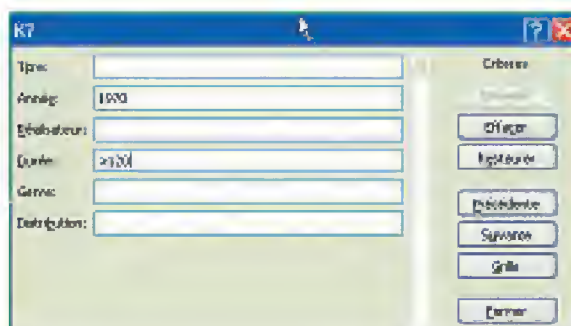 K7
?
Titre:
Année: 1970
Réalisateur:
Durée: >120
Genre:
Distribution:
Critères
Effacer
Restaurer
Précédente
Suivante
Grille
Fermer